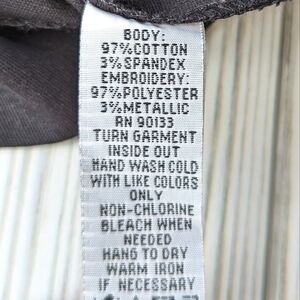 BODY:
97%COTTON
3%SPANDEX
EMBROIDERY:
97%POLYESTER
3%METALLIC
RN 90133
TURN GARMENT
INSIDE OUT
HAND WASH COLD
WITH LIKE COLORS
ONLY
NON-CHLORINE
BLEACH WHEN
NEEDED
HANG TO DRY
WARM IRON
IF NECESSARY